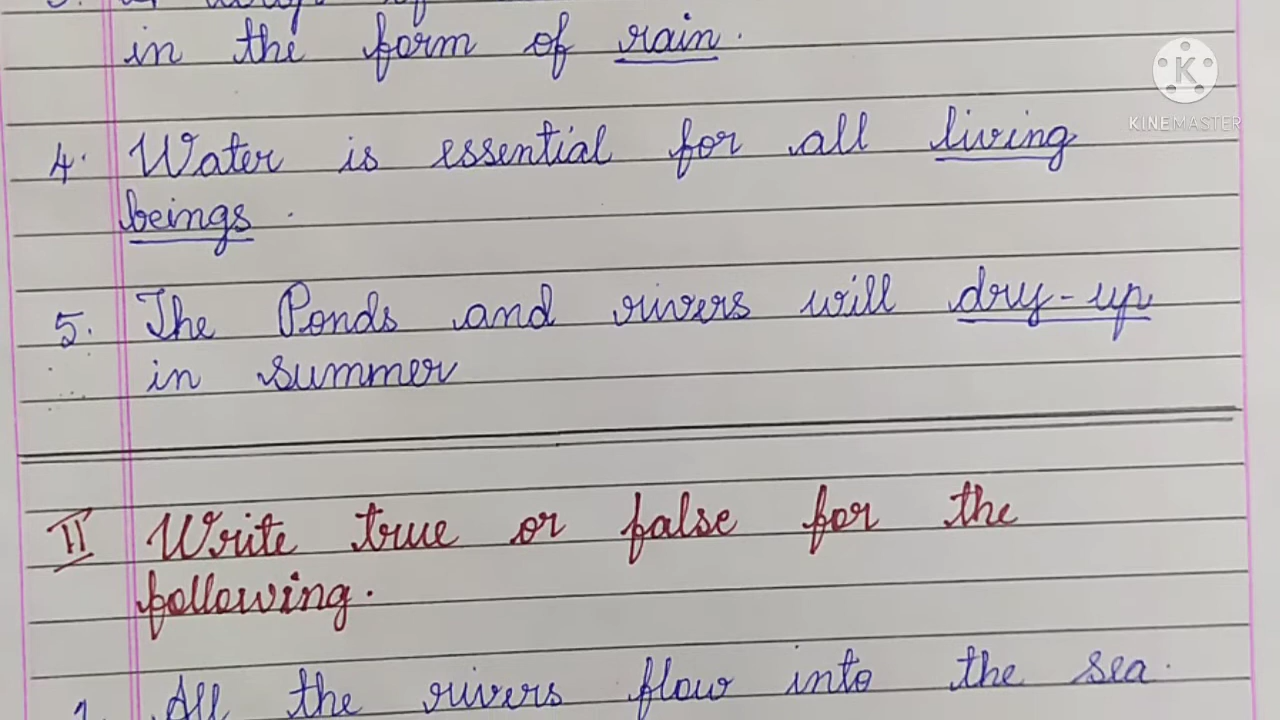 in the form of rain.
4. Water is essential for all living
beings.
5. The Ponds and rivers will dry-up
in summer
II Write true or false for the
following.
1. All the rivers flow into the sea.
K
KINEMASTER